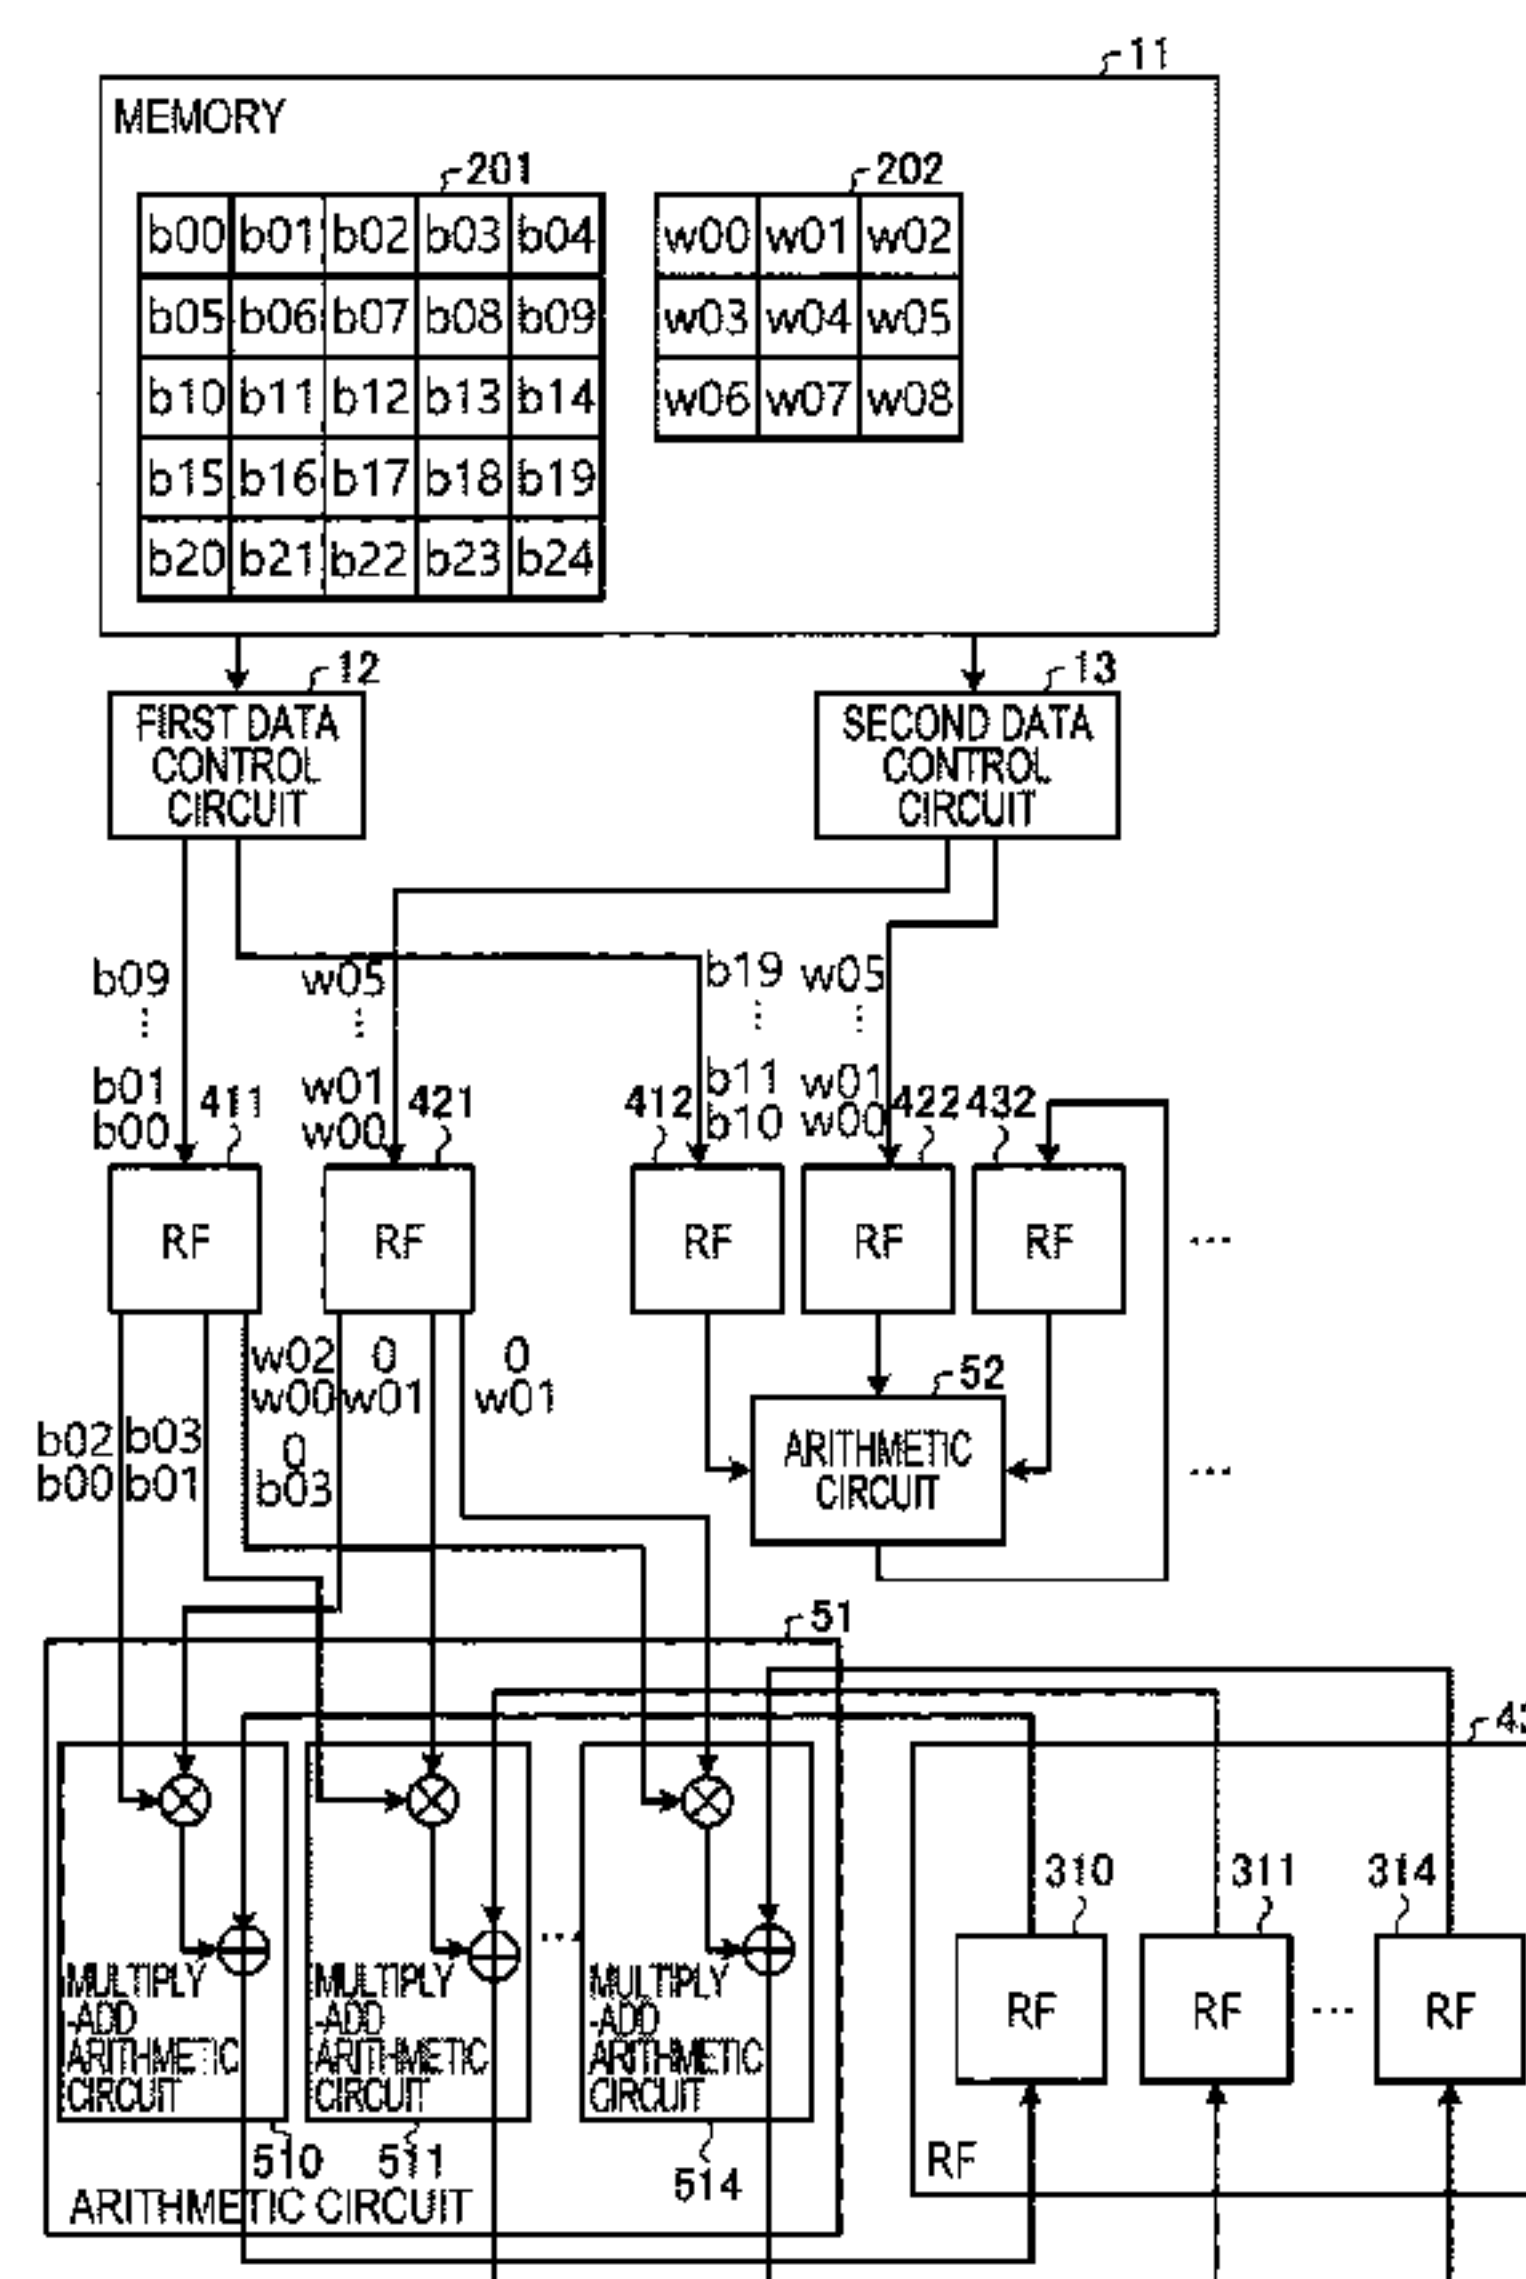 11
MEMORY
201
202
b00 b01 b02 b03 b04
b05 b06 b07 b08 b09
b10 b11 b12 b13 b14
b15 b16 b17 b18 b19
b20 b21 b22 b23 b24
w00 w01 w02
w03 w04 w05
w06 w07 w08
12
FIRST DATA
CONTROL
CIRCUIT
13
SECOND DATA
CONTROL
CIRCUIT
b09
⋮
b01
b00
411
w05
⋮
w01
w00
421
412
b19
⋮
b11
b10
w05
⋮
w01
w00
422
432
RF
RF
RF
RF
RF
...
b02
b00
b03
b01
w02
w00
0
b03
0
w01
0
w01
52
ARITHMETIC
CIRCUIT
...
51
MULTIPLY
-ADD
ARITHMETIC
CIRCUIT
510
MULTIPLY
-ADD
ARITHMETIC
CIRCUIT
511
...
MULTIPLY
-ADD
ARITHMETIC
CIRCUIT
514
ARITHMETIC CIRCUIT
310
RF
311
RF
...
314
RF
RF